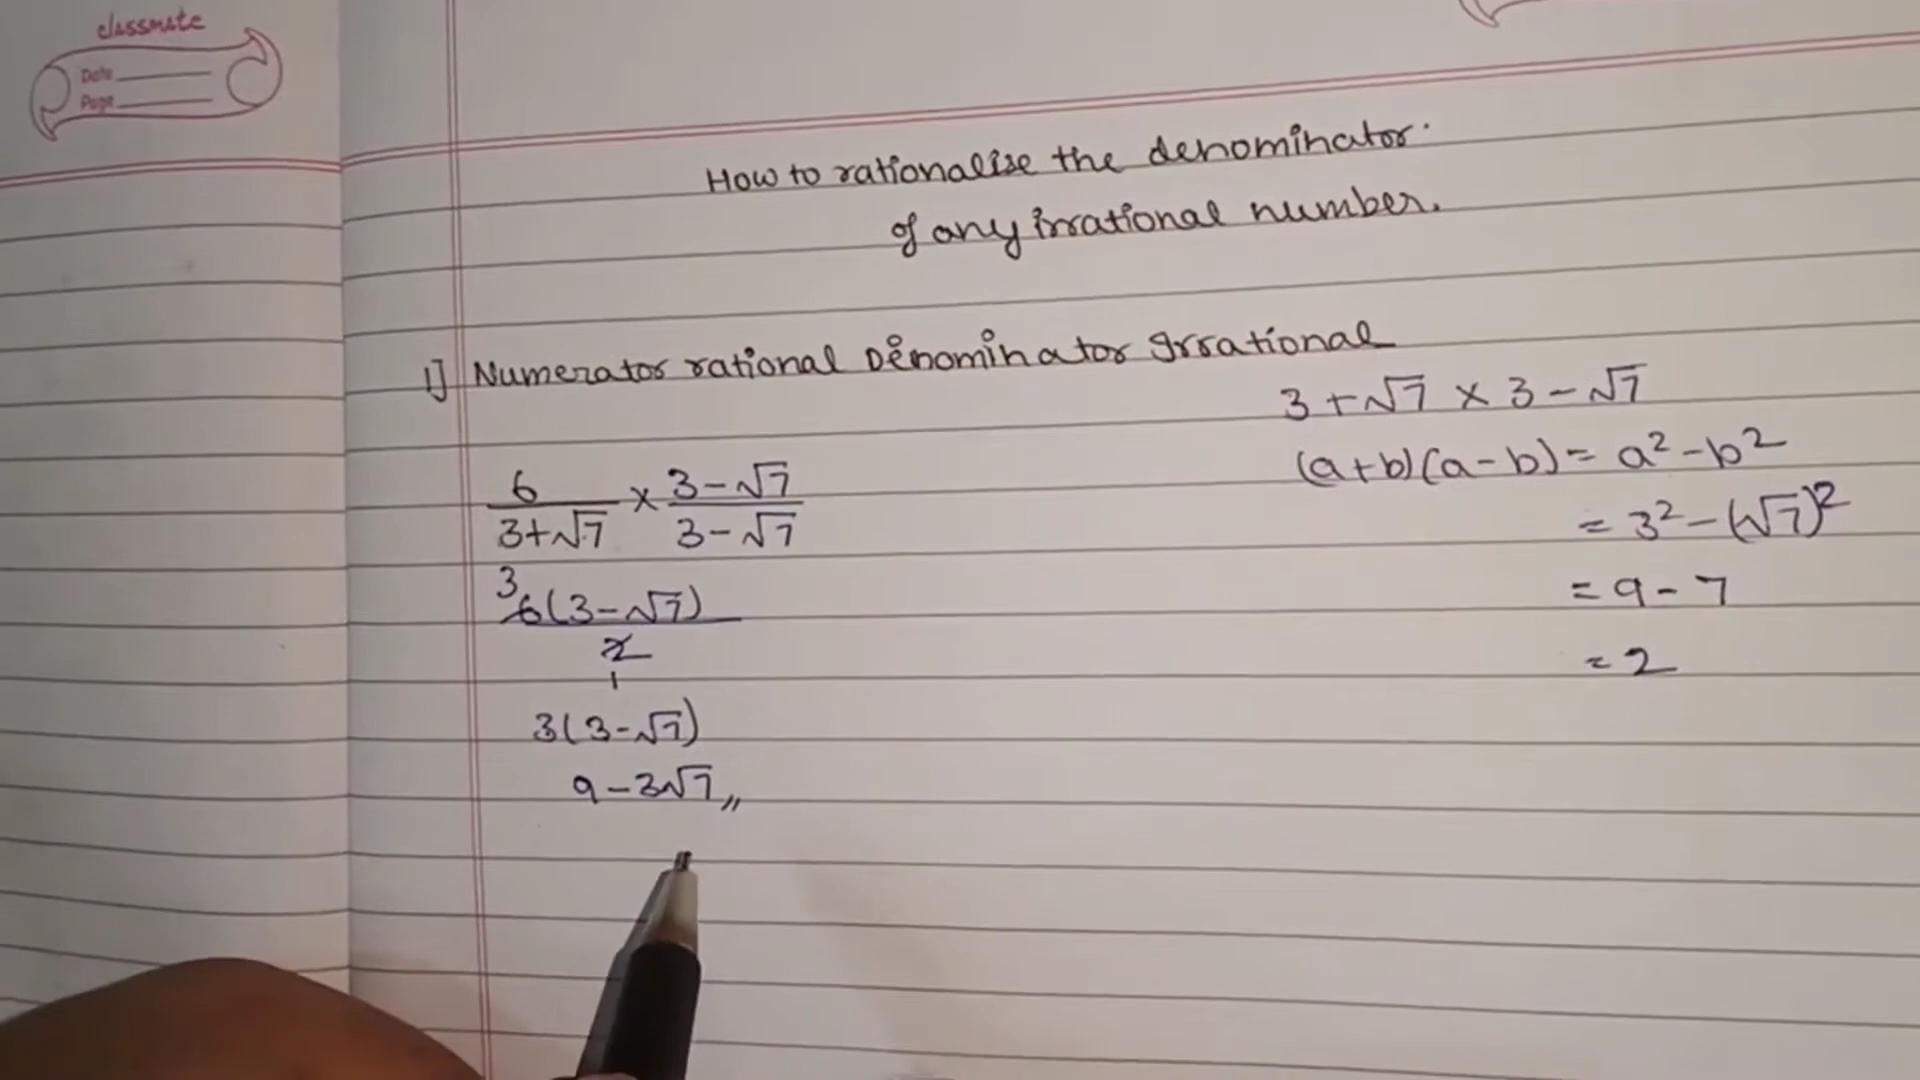 classmate
Date
Page
How to rationalise the denominator.
of any irrational number.
1] Numerator rational Denominator Irrational
6/(3+√7) × (3-√7)/(3-√7)
3
6(3-√7)
2
1
3(3-√7)
9-3√7,,
3+√7 × 3-√7
(a+b)(a-b) = a²-b²
= 3²-(√7)²
= 9-7
= 2